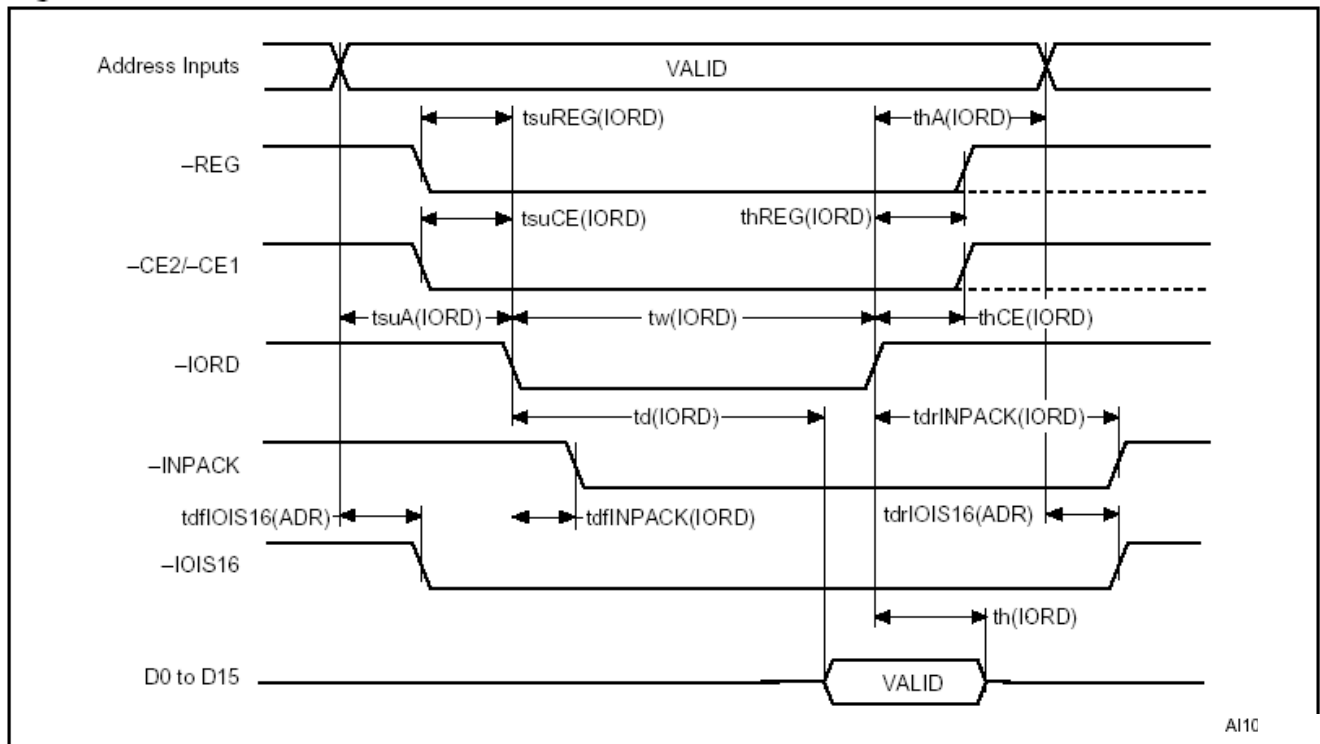 Address Inputs
VALID
tsuREG(IORD)
thA(IORD)
–REG
tsuCE(IORD)
thREG(IORD)
–CE2/–CE1
tsuA(IORD)
tw(IORD)
thCE(IORD)
–IORD
td(IORD)
tdrINPACK(IORD)
–INPACK
tdfIOIS16(ADR)
tdfINPACK(IORD)
tdrIOIS16(ADR)
–IOIS16
th(IORD)
D0 to D15
VALID